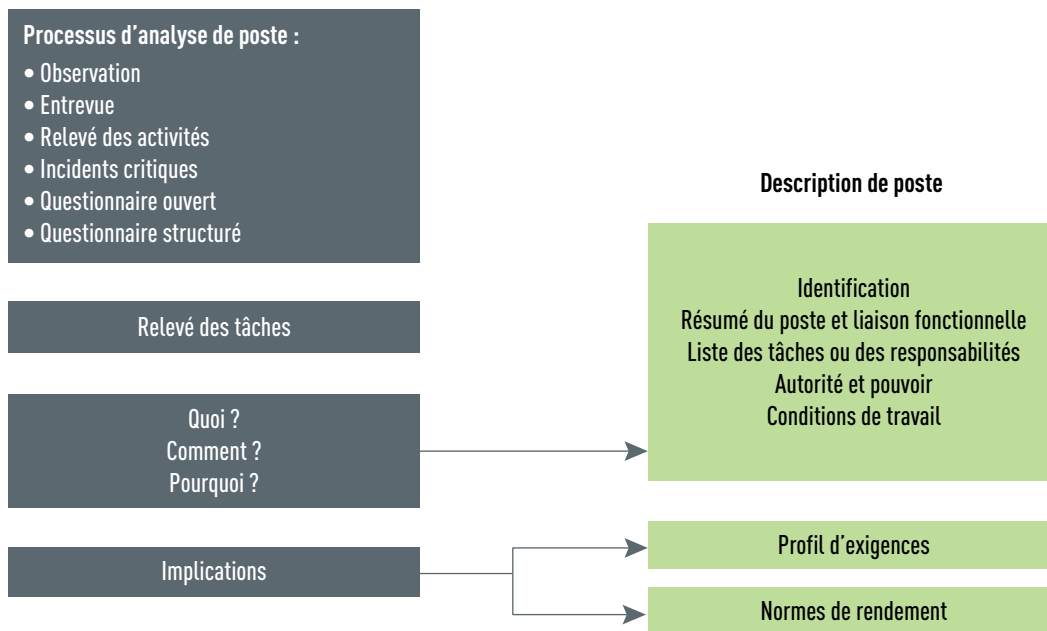 Processus d’analyse de poste :
• Observation
• Entrevue
• Relevé des activités
• Incidents critiques
• Questionnaire ouvert
• Questionnaire structuré
Relevé des tâches
Quoi ?
Comment ?
Pourquoi ?
Implications
Description de poste
Identification
Résumé du poste et liaison fonctionnelle
Liste des tâches ou des responsabilités
Autorité et pouvoir
Conditions de travail
Profil d’exigences
Normes de rendement